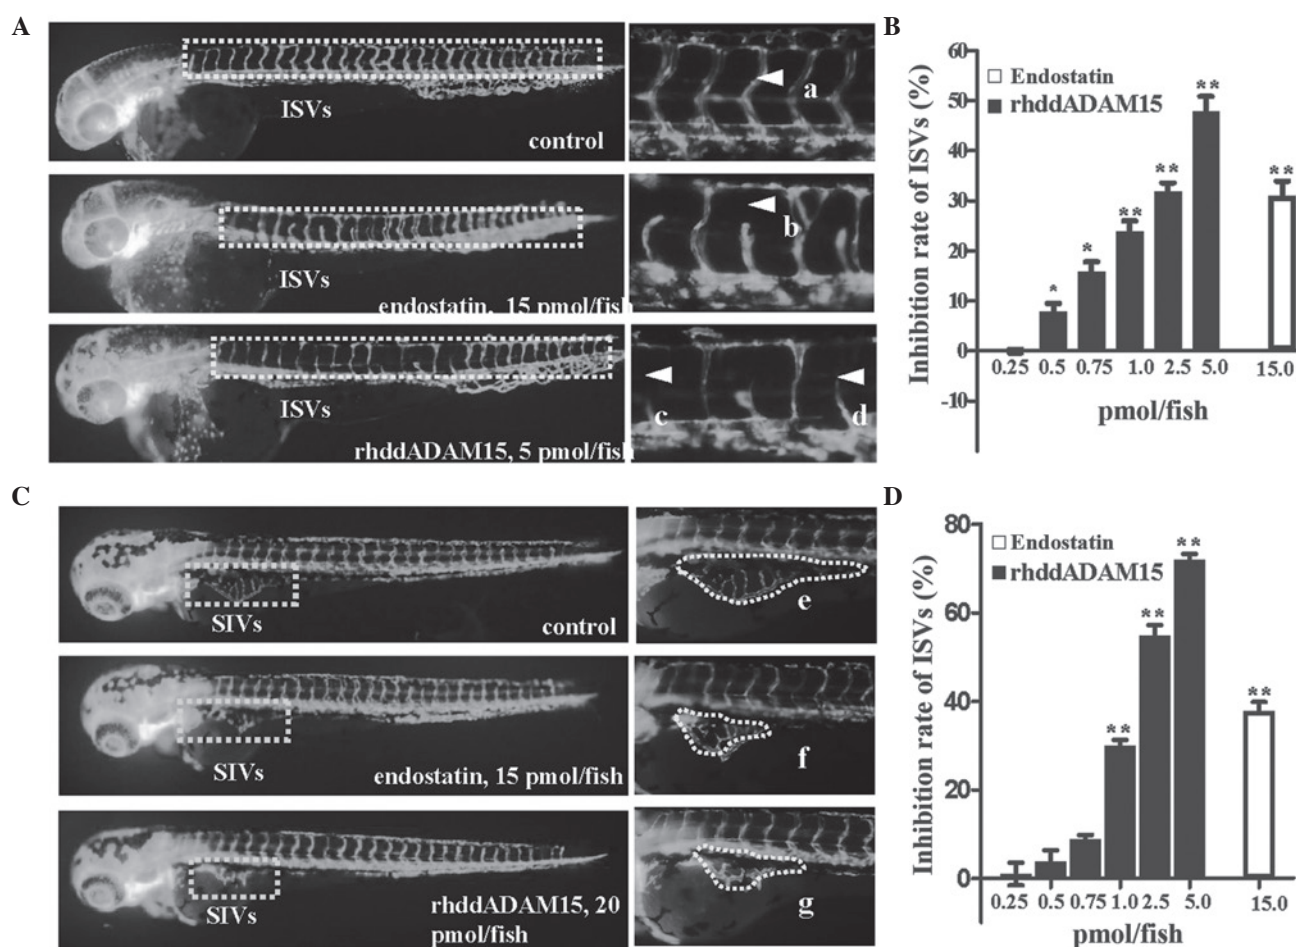 A
ISVs
control
a
ISVs
endostatin, 15 pmol/fish
b
ISVs
rhddADAM15, 5 pmol/fish
c
d
B
Inhibition rate of ISVs (%)
60
50
40
30
20
10
0
-10
Endostatin
rhddADAM15
*
*
**
**
**
**
0.25 0.5 0.75 1.0 2.5 5.0 15.0
pmol/fish
C
SIVs
control
e
SIVs
endostatin, 15 pmol/fish
f
SIVs
rhddADAM15, 20
pmol/fish
g
D
Inhibition rate of ISVs (%)
80
60
40
20
0
Endostatin
rhddADAM15
**
**
**
**
0.25 0.5 0.75 1.0 2.5 5.0 15.0
pmol/fish